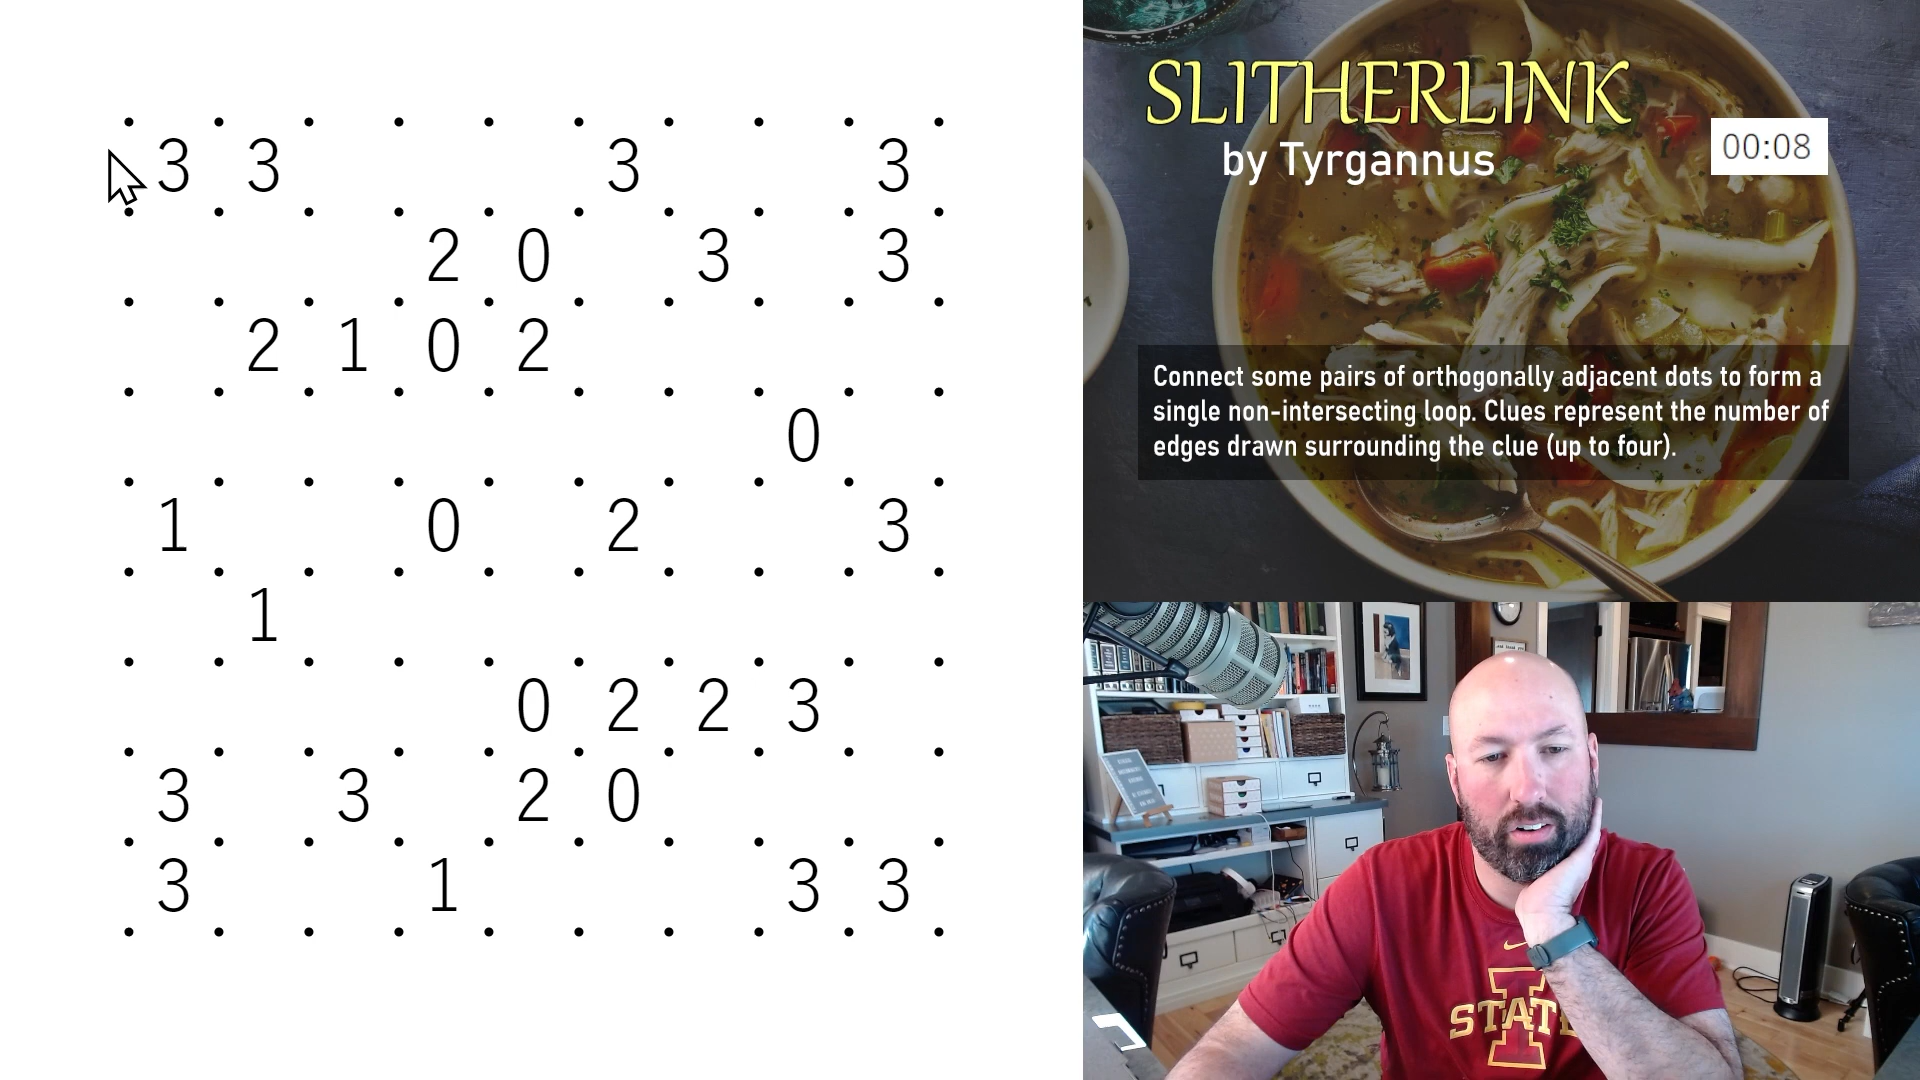 3 3 3 3
2 0 3 3
2 1 0 2
0
1 0 2 3
1
0 2 2 3
3 3 2 0
3 1 3 3
SLITHERLINK
by Tyrgannus
00:08
Connect some pairs of orthogonally adjacent dots to form a
single non-intersecting loop. Clues represent the number of
edges drawn surrounding the clue (up to four).
I
STATE